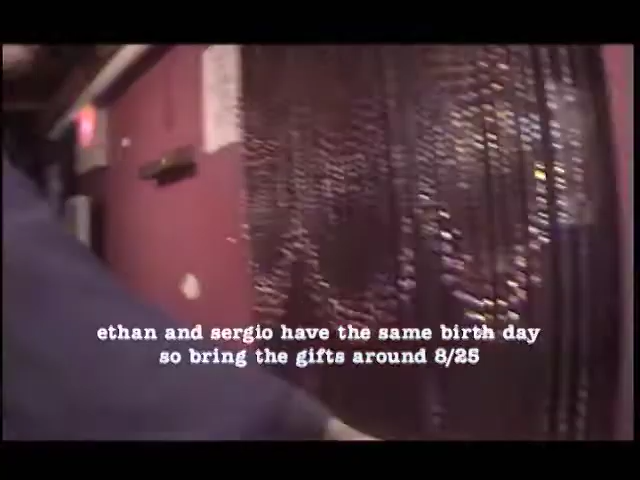 ethan and sergio have the same birth day
so bring the gifts around 8/25